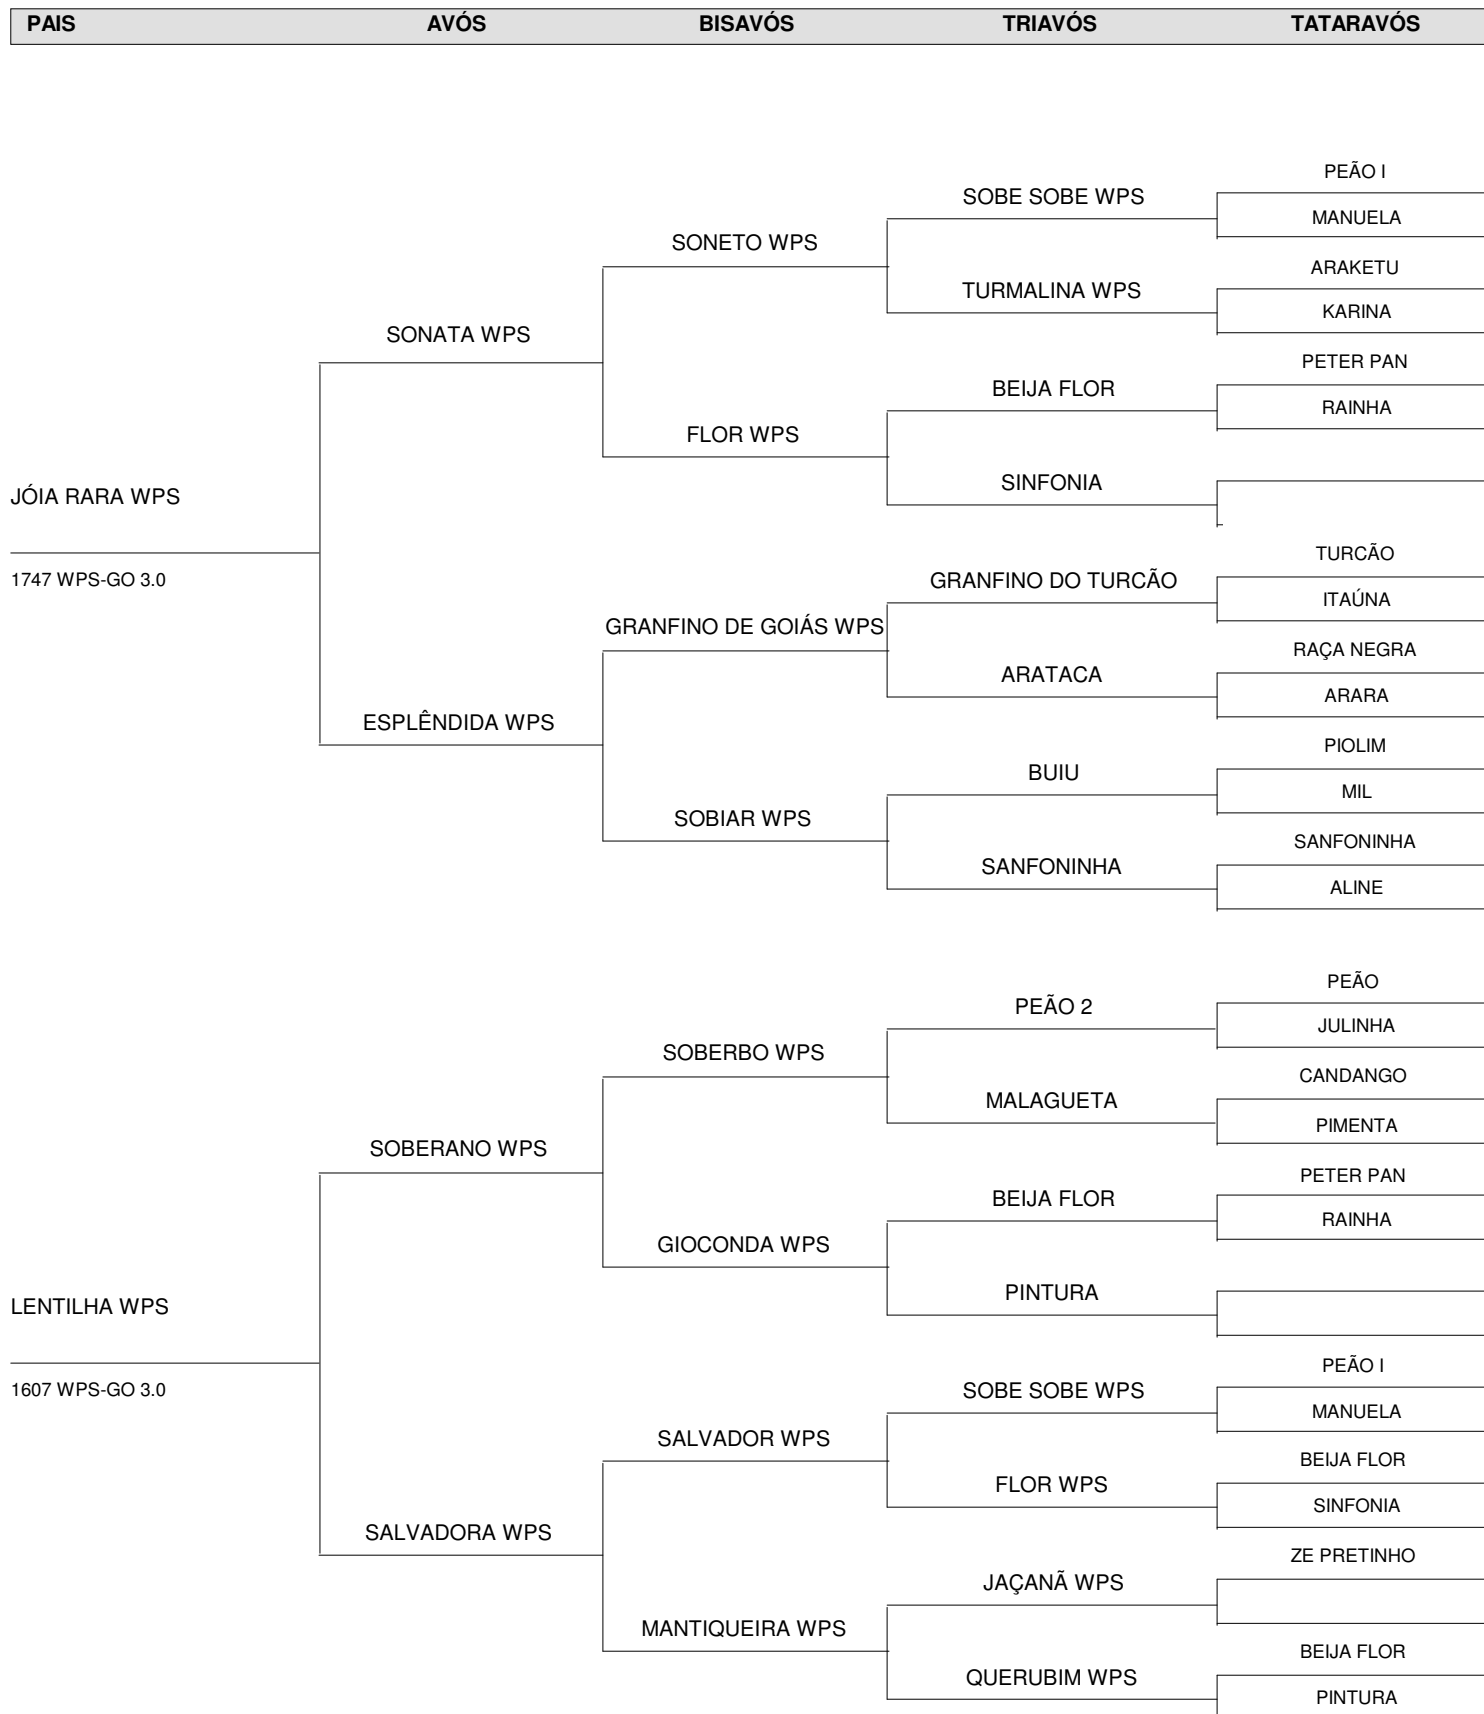 PAIS AVÓS BISAVÓS TRIAVÓS TATARAVÓS
PEÃO I
SOBE SOBE WPS
MANUELA
SONETO WPS
ARAKETU
TURMALINA WPS
KARINA
SONATA WPS
PETER PAN
BEIJA FLOR
RAINHA
FLOR WPS
SINFONIA
JÓIA RARA WPS
TURCÃO
1747 WPS-GO 3.0
GRANFINO DO TURCÃO
ITAÚNA
GRANFINO DE GOIÁS WPS
RAÇA NEGRA
ARATACA
ARARA
ESPLÊNDIDA WPS
PIOLIM
BUIU
MIL
SOBIAR WPS
SANFONINHA
SANFONINHA
ALINE
PEÃO
PEÃO 2
JULINHA
SOBERBO WPS
CANDANGO
MALAGUETA
PIMENTA
SOBERANO WPS
PETER PAN
BEIJA FLOR
RAINHA
GIOCONDA WPS
PINTURA
LENTILHA WPS
PEÃO I
1607 WPS-GO 3.0
SOBE SOBE WPS
MANUELA
SALVADOR WPS
BEIJA FLOR
FLOR WPS
SINFONIA
SALVADORA WPS
ZE PRETINHO
JAÇANÃ WPS
MANTIQUEIRA WPS
BEIJA FLOR
QUERUBIM WPS
PINTURA